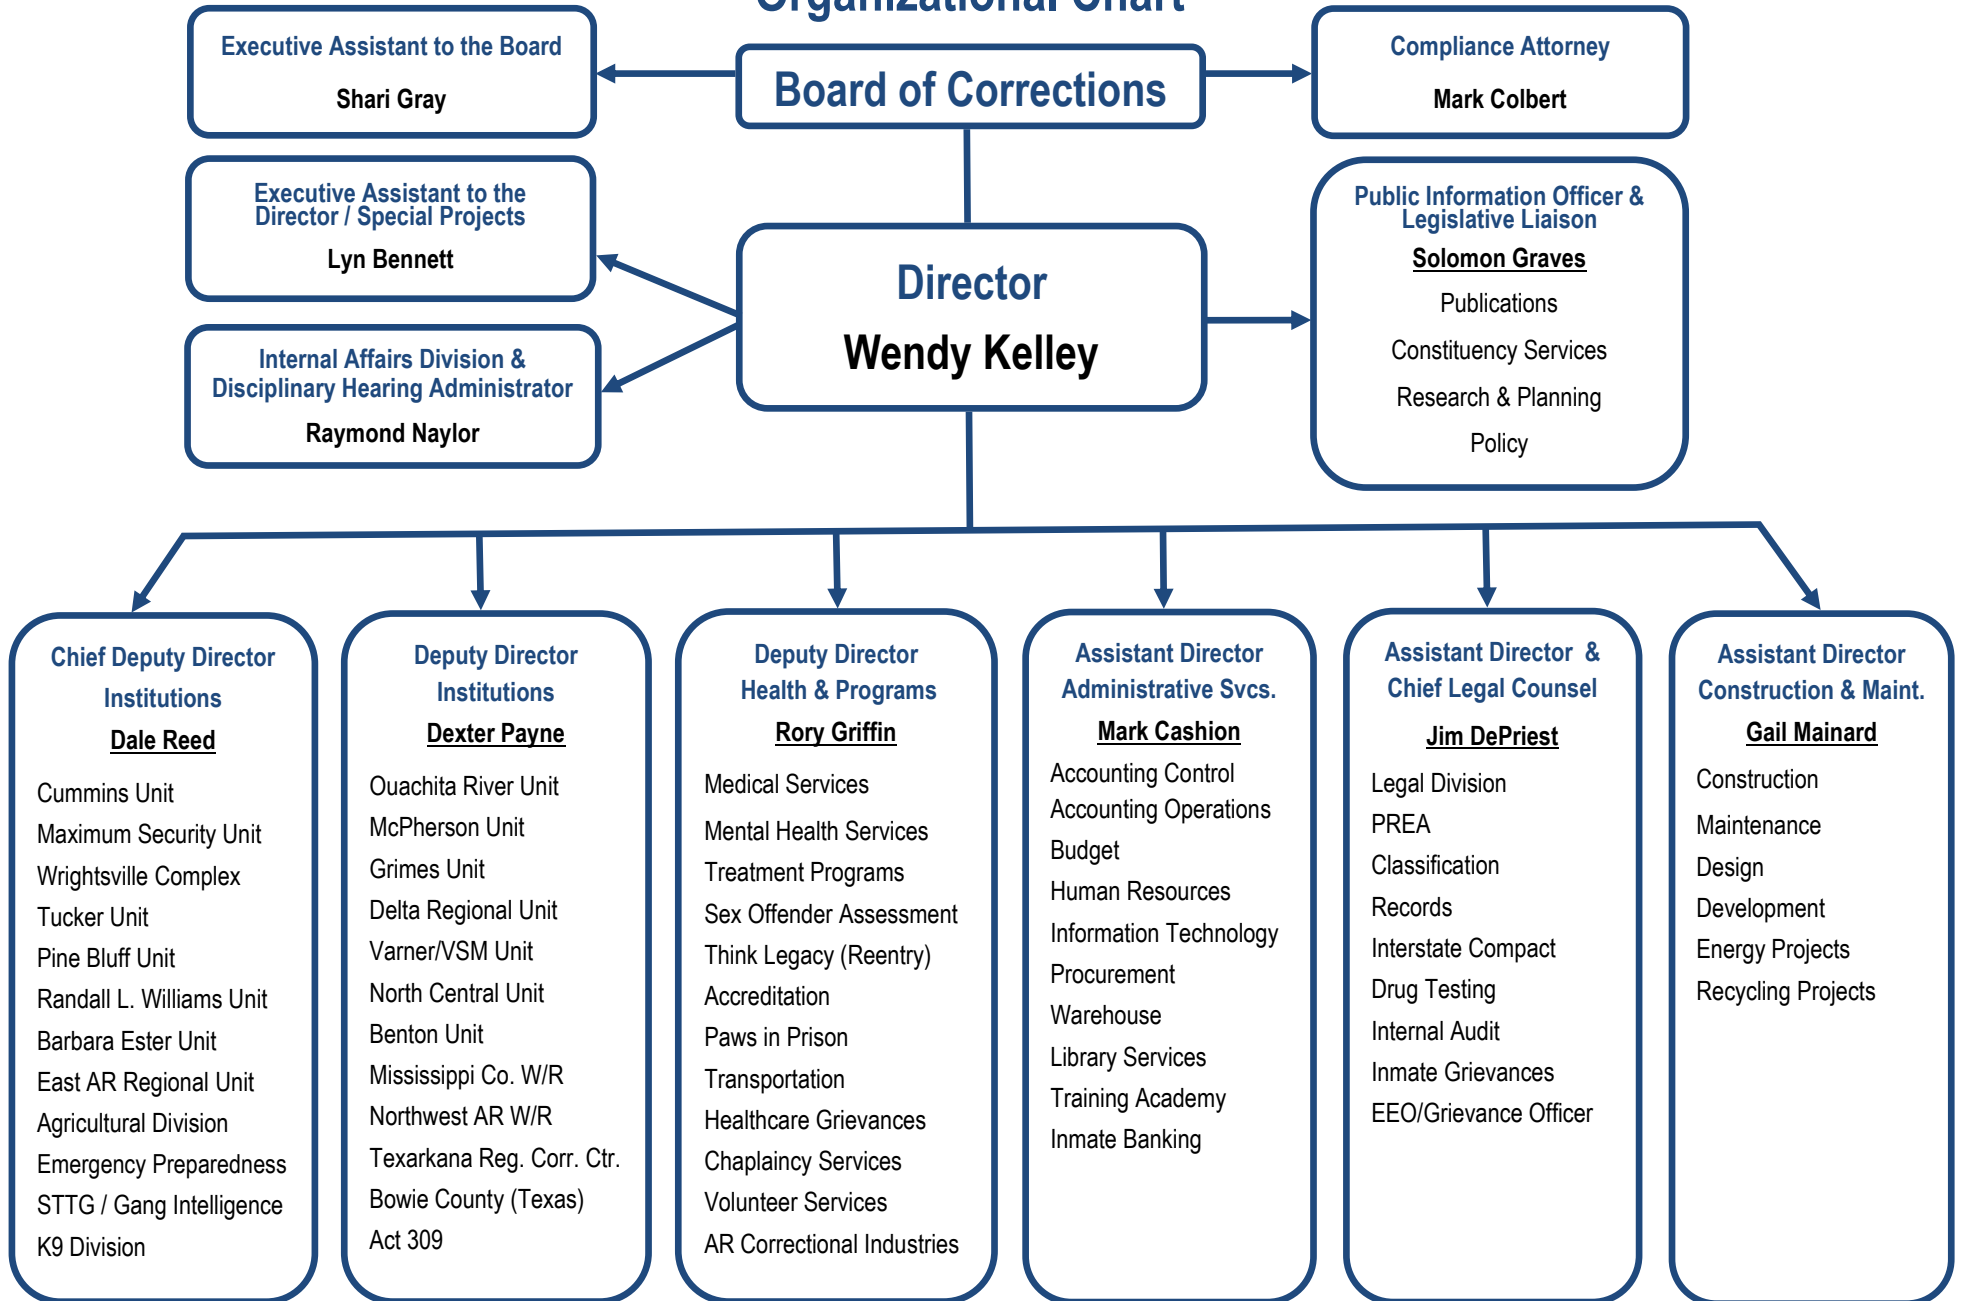 Organizational Chart
Executive Assistant to the Board
Shari Gray
Board of Corrections
Compliance Attorney
Mark Colbert
Executive Assistant to the
Director / Special Projects
Lyn Bennett
Internal Affairs Division &
Disciplinary Hearing Administrator
Raymond Naylor
Director
Wendy Kelley
Public Information Officer &
Legislative Liaison
Solomon Graves
Publications
Constituency Services
Research & Planning
Policy
Chief Deputy Director
Institutions
Dale Reed
Cummins Unit
Maximum Security Unit
Wrightsville Complex
Tucker Unit
Pine Bluff Unit
Randall L. Williams Unit
Barbara Ester Unit
East AR Regional Unit
Agricultural Division
Emergency Preparedness
STTG / Gang Intelligence
K9 Division
Deputy Director
Institutions
Dexter Payne
Ouachita River Unit
McPherson Unit
Grimes Unit
Delta Regional Unit
Varner/VSM Unit
North Central Unit
Benton Unit
Mississippi Co. W/R
Northwest AR W/R
Texarkana Reg. Corr. Ctr.
Bowie County (Texas)
Act 309
Deputy Director
Health & Programs
Rory Griffin
Medical Services
Mental Health Services
Treatment Programs
Sex Offender Assessment
Think Legacy (Reentry)
Accreditation
Paws in Prison
Transportation
Healthcare Grievances
Chaplaincy Services
Volunteer Services
AR Correctional Industries
Assistant Director
Administrative Svcs.
Mark Cashion
Accounting Control
Accounting Operations
Budget
Human Resources
Information Technology
Procurement
Warehouse
Library Services
Training Academy
Inmate Banking
Assistant Director &
Chief Legal Counsel
Jim DePriest
Legal Division
PREA
Classification
Records
Interstate Compact
Drug Testing
Internal Audit
Inmate Grievances
EEO/Grievance Officer
Assistant Director
Construction & Maint.
Gail Mainard
Construction
Maintenance
Design
Development
Energy Projects
Recycling Projects